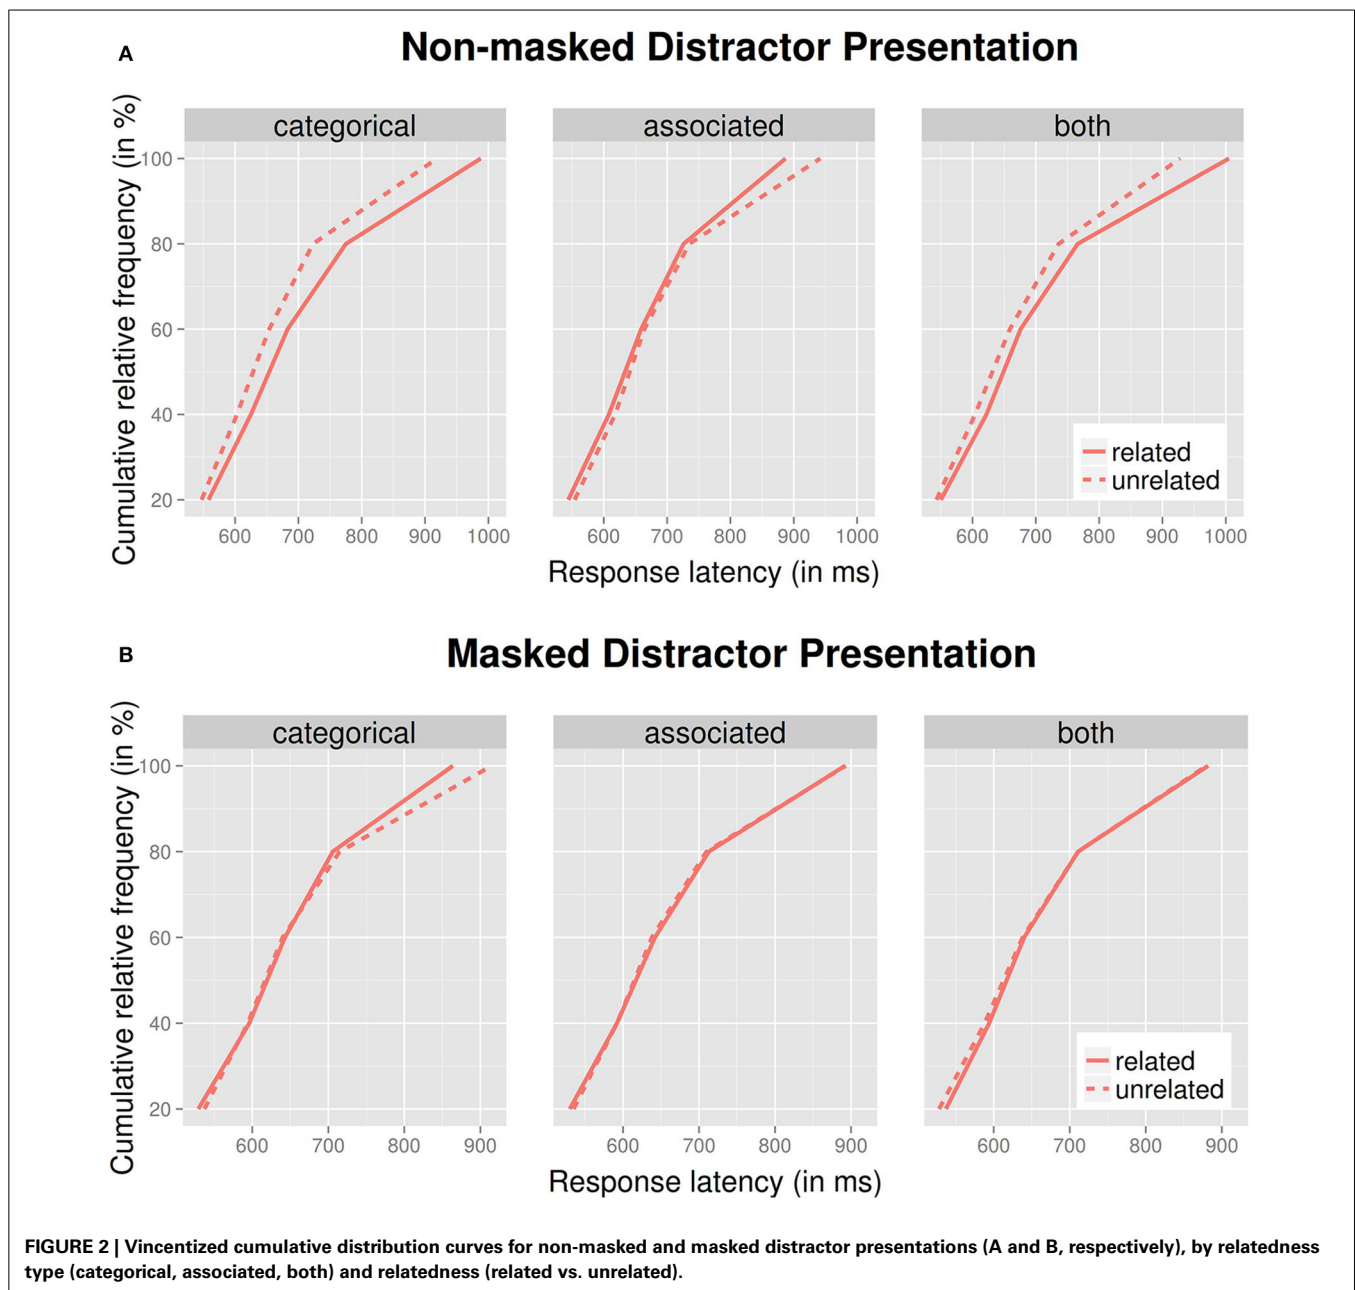 A
Non-masked Distractor Presentation
categorical
associated
both
Cumulative relative frequency (in %)
100
80
60
40
20
related
unrelated
600 700 800 900 1000
600 700 800 900 1000
600 700 800 900 1000
Response latency (in ms)
B
Masked Distractor Presentation
categorical
associated
both
Cumulative relative frequency (in %)
100
80
60
40
20
related
unrelated
600 700 800 900
600 700 800 900
600 700 800 900
Response latency (in ms)
FIGURE 2 | Vincentized cumulative distribution curves for non-masked and masked distractor presentations (A and B, respectively), by relatedness
type (categorical, associated, both) and relatedness (related vs. unrelated).